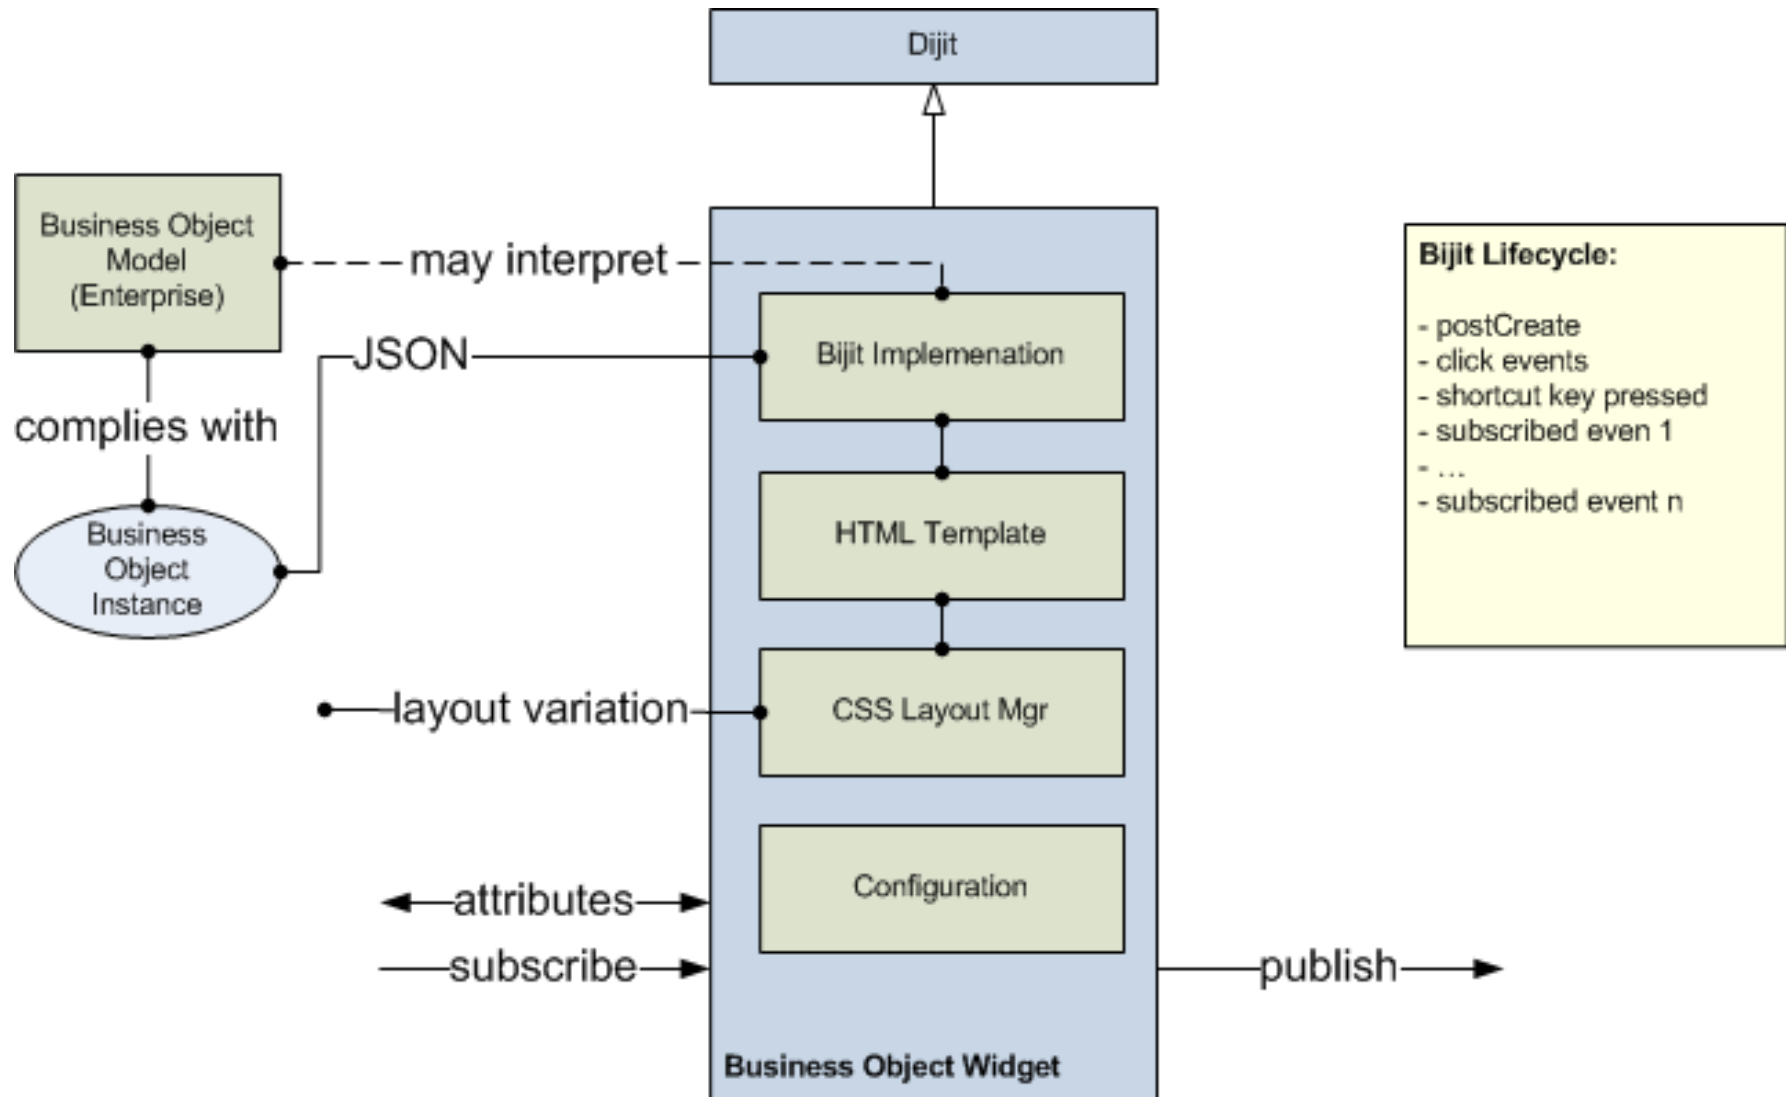 Dijit
Business Object
Model
(Enterprise)
may interpret
Bijit Lifecycle:
- postCreate
- click events
- shortcut key pressed
- subscribed even 1
- ...
- subscribed event n
JSON
Bijit Implemenation
complies with
Business
Object
Instance
HTML Template
layout variation
CSS Layout Mgr
Configuration
attributes
subscribe
publish
Business Object Widget